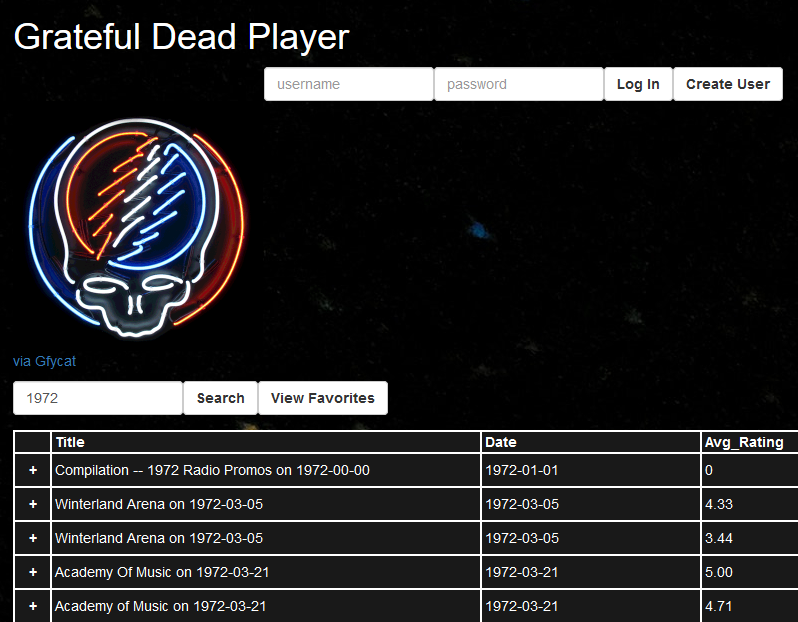 Grateful Dead Player
username password Log In Create User
via Gfycat
1972 Search View Favorites
Title Date Avg_Rating
+ Compilation -- 1972 Radio Promos on 1972-00-00 1972-01-01 0
+ Winterland Arena on 1972-03-05 1972-03-05 4.33
+ Winterland Arena on 1972-03-05 1972-03-05 3.44
+ Academy Of Music on 1972-03-21 1972-03-21 5.00
+ Academy of Music on 1972-03-21 1972-03-21 4.71